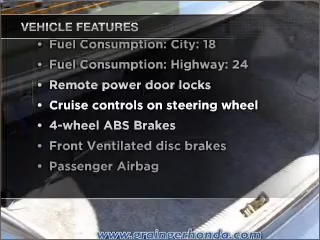 VEHICLE FEATURES
• Fuel Consumption: City: 18
• Fuel Consumption: Highway: 24
• Remote power door locks
• Cruise controls on steering wheel
• 4-wheel ABS Brakes
• Front Ventilated disc brakes
• Passenger Airbag
www.graingerhonda.com